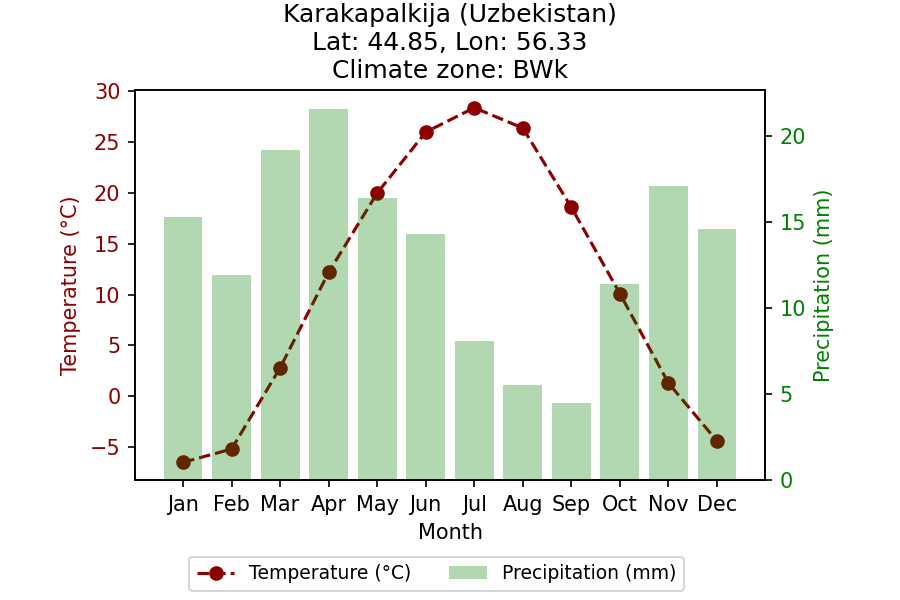 Karakapalkija (Uzbekistan)
Lat: 44.85, Lon: 56.33
Climate zone: BWk
30
25
20
15
10
5
0
−5
Temperature (°C)
20
15
10
5
0
Precipitation (mm)
Jan Feb Mar Apr May Jun Jul Aug Sep Oct Nov Dec
Month
Temperature (°C) Precipitation (mm)